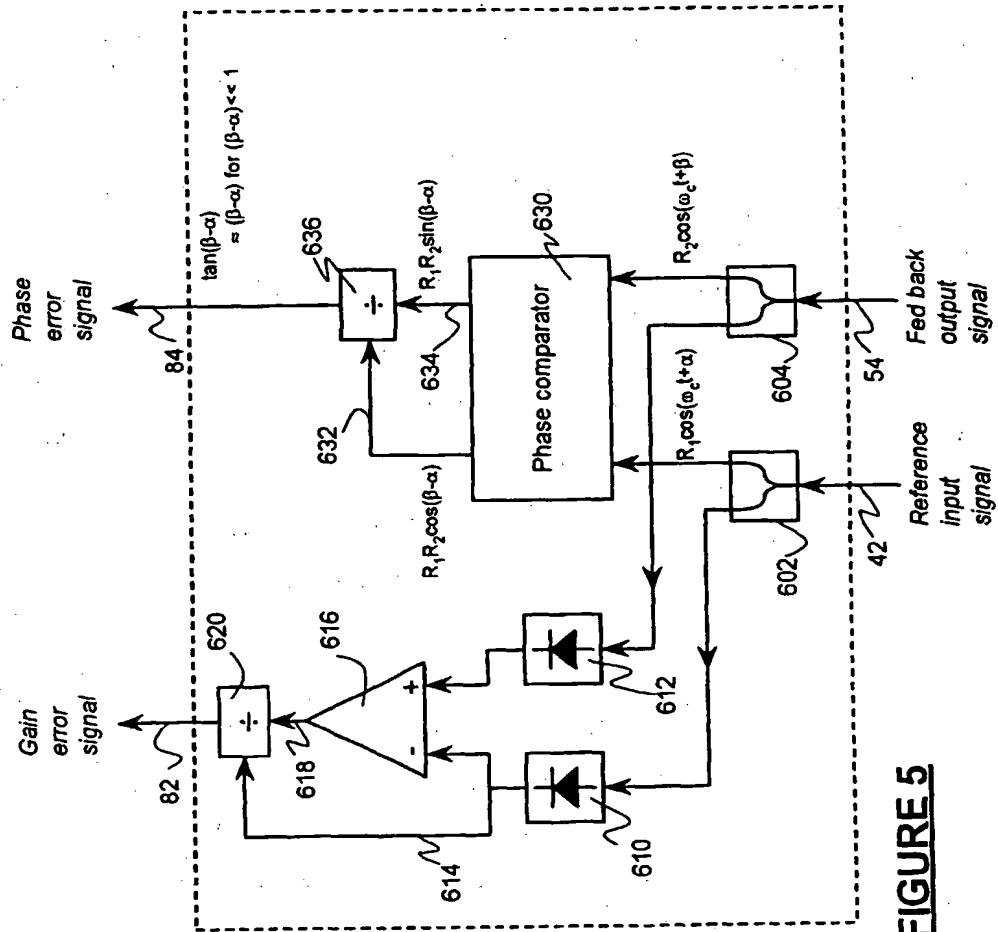 Gain
error
signal
Phase
error
signal
82
84
tan(β-α)
≈ (β-α) for (β-α)<< 1
620
÷
636
÷
618
616
614
-
+
632
634
R₁R₂sin(β-α)
R₁R₂cos(β-α)
Phase comparator
630
610
612
R₁cos(ω꜀t+α)
R₂cos(ω꜀t+β)
602
604
42
54
Reference
input
signal
Fed back
output
signal
FIGURE 5